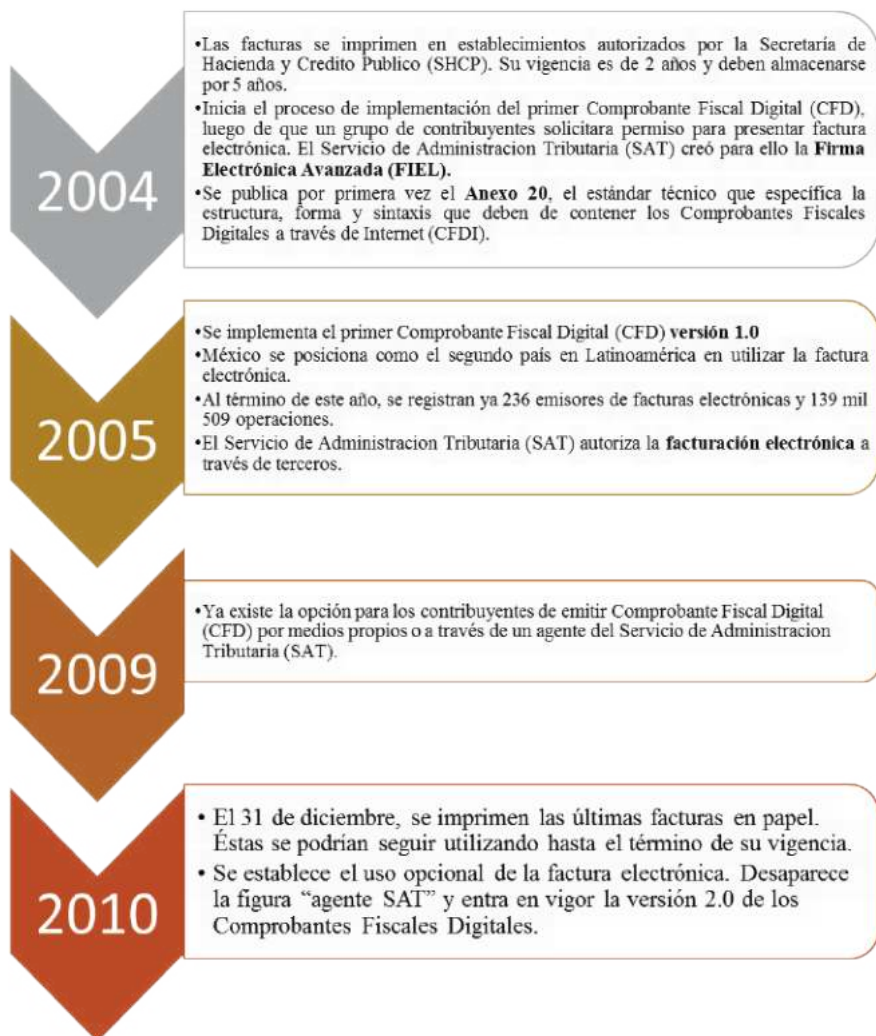 2004
•Las facturas se imprimen en establecimientos autorizados por la Secretaría de
Hacienda y Credito Publico (SHCP). Su vigencia es de 2 años y deben almacenarse
por 5 años.
•Inicia el proceso de implementación del primer Comprobante Fiscal Digital (CFD),
luego de que un grupo de contribuyentes solicitara permiso para presentar factura
electrónica. El Servicio de Administracion Tributaria (SAT) creó para ello la Firma
Electrónica Avanzada (FIEL).
•Se publica por primera vez el Anexo 20, el estándar técnico que específica la
estructura, forma y sintaxis que deben de contener los Comprobantes Fiscales
Digitales a través de Internet (CFDI).
2005
•Se implementa el primer Comprobante Fiscal Digital (CFD) versión 1.0
•México se posiciona como el segundo país en Latinoamérica en utilizar la factura
electrónica.
•Al término de este año, se registran ya 236 emisores de facturas electrónicas y 139 mil
509 operaciones.
•El Servicio de Administracion Tributaria (SAT) autoriza la facturación electrónica a
través de terceros.
2009
•Ya existe la opción para los contribuyentes de emitir Comprobante Fiscal Digital
(CFD) por medios propios o a través de un agente del Servicio de Administracion
Tributaria (SAT).
2010
• El 31 de diciembre, se imprimen las últimas facturas en papel.
Éstas se podrían seguir utilizando hasta el término de su vigencia.
• Se establece el uso opcional de la factura electrónica. Desaparece
la figura “agente SAT” y entra en vigor la versión 2.0 de los
Comprobantes Fiscales Digitales.